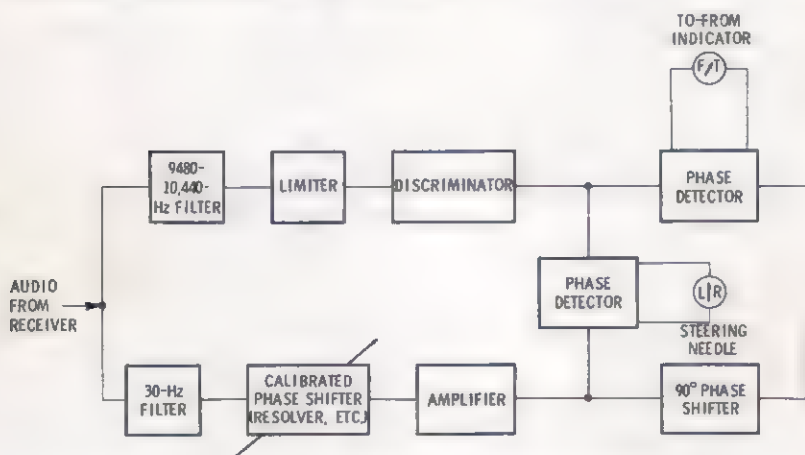 TO-FROM
INDICATOR
F/T
9480-
10,440-
Hz FILTER
LIMITER
DISCRIMINATOR
PHASE
DETECTOR
AUDIO
FROM
RECEIVER
PHASE
DETECTOR
L|R
STEERING
NEEDLE
30-Hz
FILTER
CALIBRATED
PHASE SHIFTER
(RESOLVER, ETC.)
AMPLIFIER
90° PHASE
SHIFTER